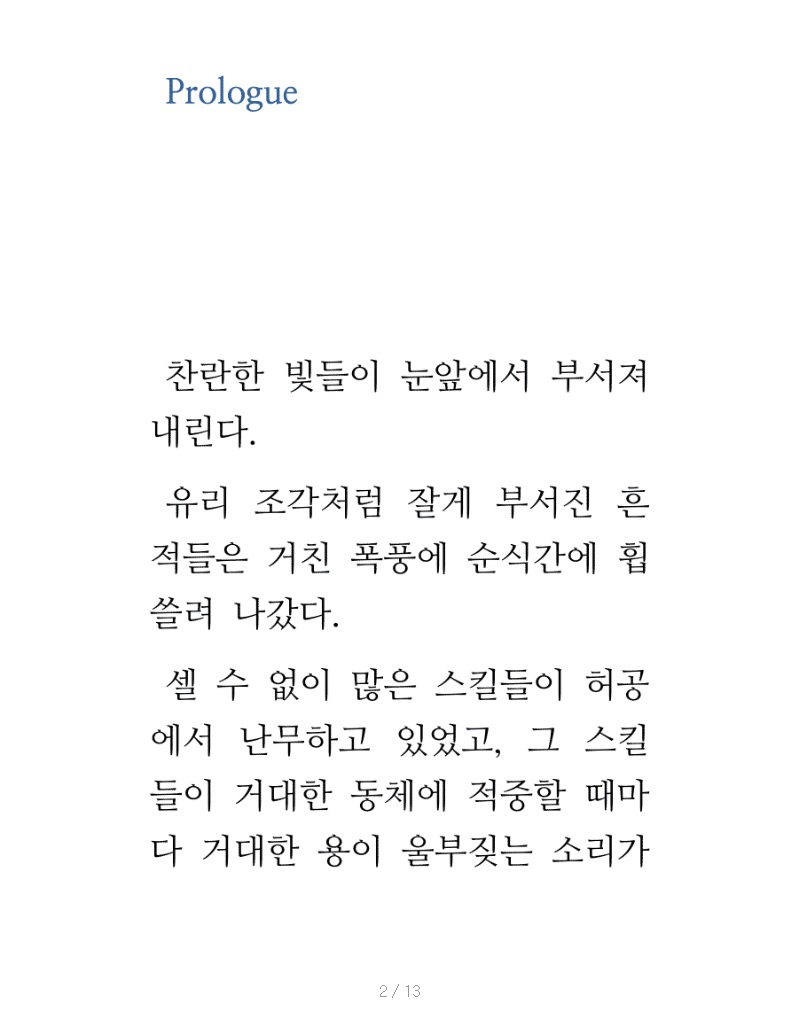 Prologue
찬란한 빛들이 눈앞에서 부서져
내린다.
유리 조각처럼 잘게 부서진 흔
적들은 거친 폭풍에 순식간에 휩
쓸려 나갔다.
셀 수 없이 많은 스킬들이 허공
에서 난무하고 있었고, 그 스킬
들이 거대한 동체에 적중할 때마
다 거대한 용이 울부짖는 소리가
2 / 13